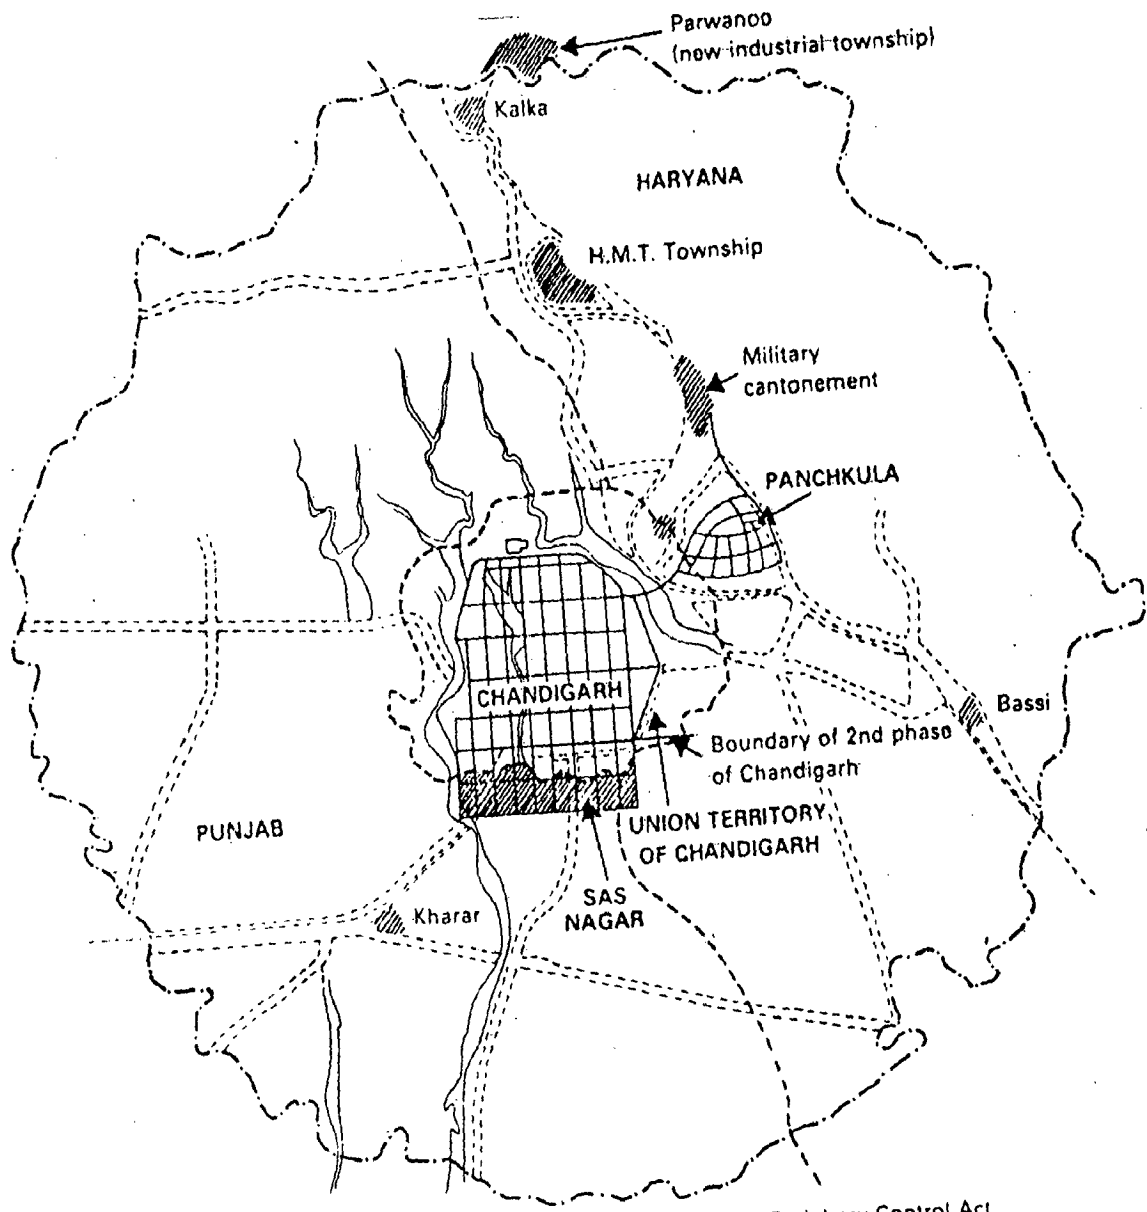 Parwanoo
(new industrial township)
Kalka
HARYANA
H.M.T. Township
Military
cantonement
PANCHKULA
CHANDIGARH
Bassi
Boundary of 2nd phase
of Chandigarh
UNION TERRITORY
OF CHANDIGARH
PUNJAB
SAS
NAGAR
Kharar
Control Act